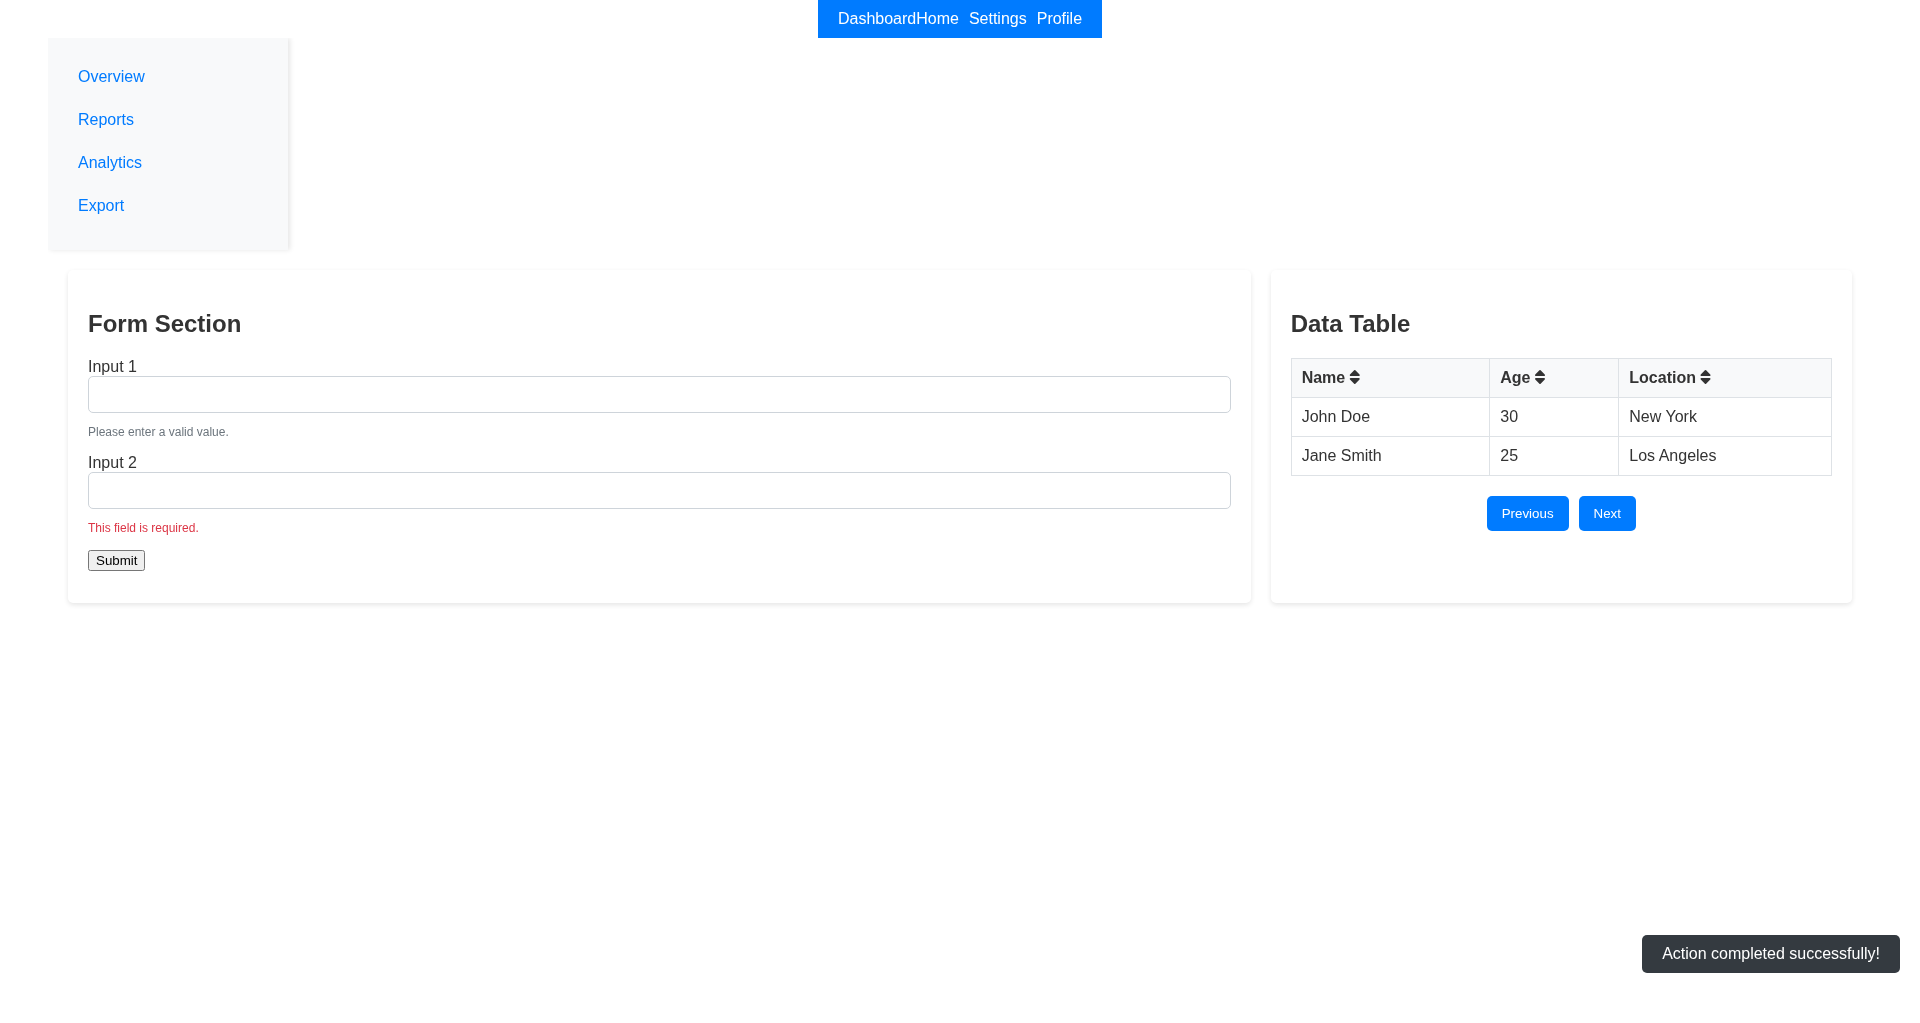 DashboardHome Settings Profile
Overview
Reports
Analytics
Export
Form Section
Input 1
Please enter a valid value.
Input 2
This field is required.
Submit
Data Table
Name Age Location
John Doe 30 New York
Jane Smith 25 Los Angeles
Previous Next
Action completed successfully!